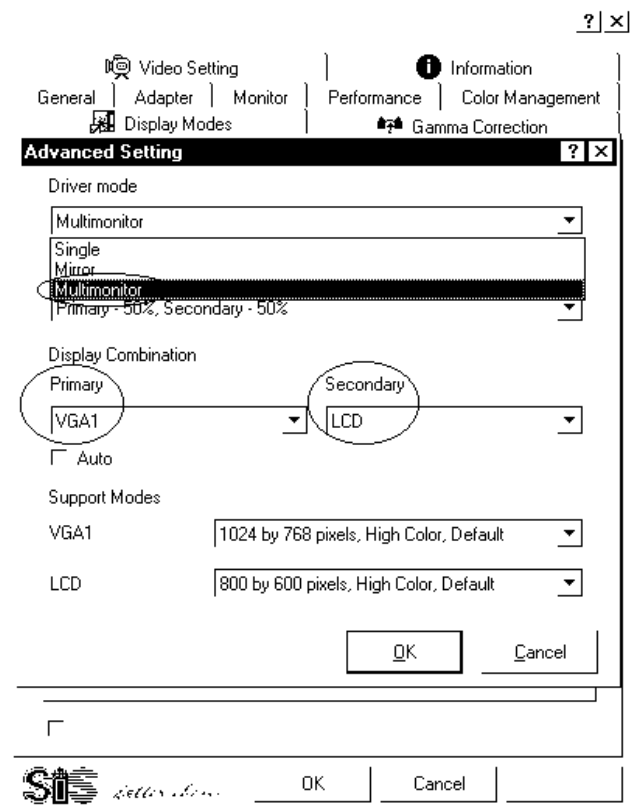 ? ×
Video Setting Information
General Adapter Monitor Performance Color Management
Display Modes Gamma Correction
Advanced Setting ? ×
Driver mode
Multimonitor
Single
Mirror
Multimonitor
Primary - 50%, Secondary - 50%
Display Combination
Primary Secondary
VGA1 LCD
Auto
Support Modes
VGA1 1024 by 768 pixels, High Color, Default
LCD 800 by 600 pixels, High Color, Default
OK Cancel
SiS OK Cancel